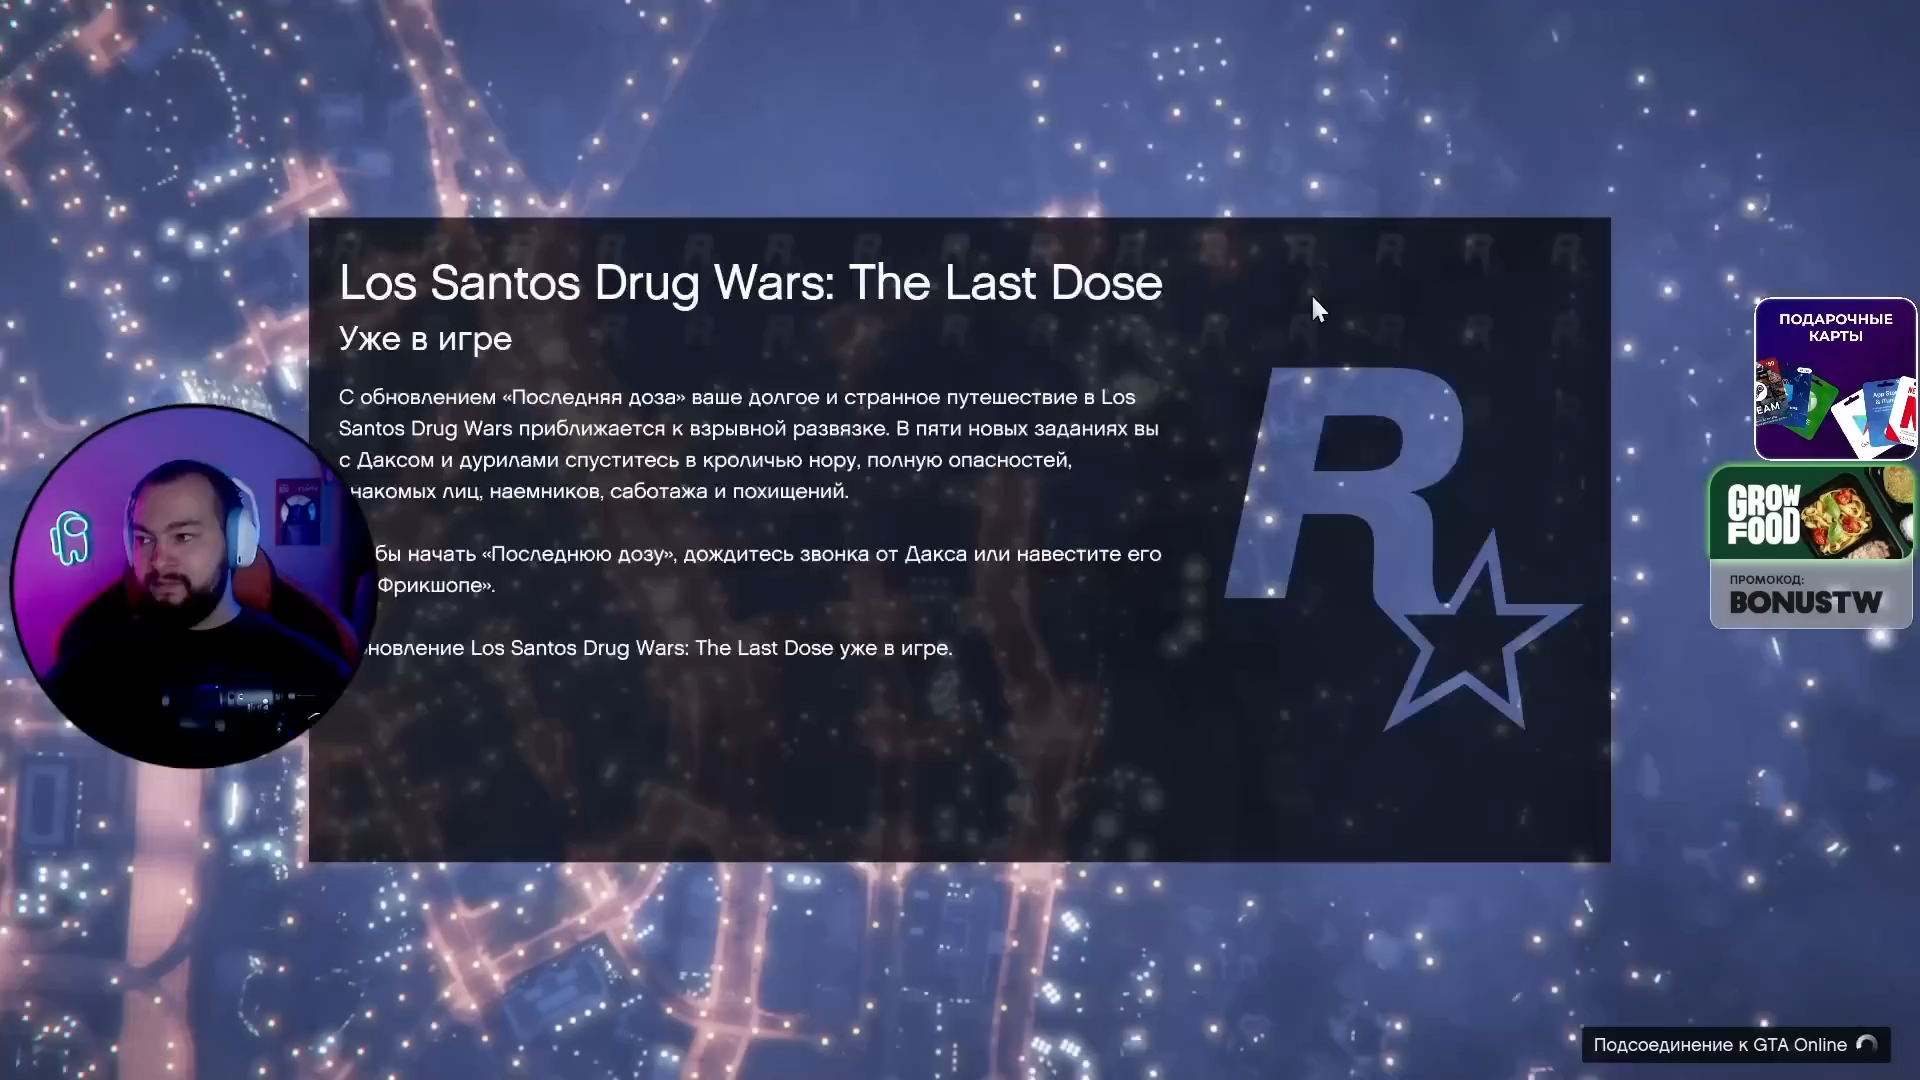 Los Santos Drug Wars: The Last Dose
Уже в игре
С обновлением «Последняя доза» ваше долгое и странное путешествие в Los
Santos Drug Wars приближается к взрывной развязке. В пяти новых заданиях вы
с Даксом и дурилами спуститесь в кроличью нору, полную опасностей,
накомых лиц, наемников, саботажа и похищений.
бы начать «Последнюю дозу», дождитесь звонка от Дакса или навестите его
Фрикшопе».
новление Los Santos Drug Wars: The Last Dose уже в игре.
ПОДАРОЧНЫЕ
КАРТЫ
GROW
FOOD
ПРОМОКОД:
BONUSTW
Подсоединение к GTA Online